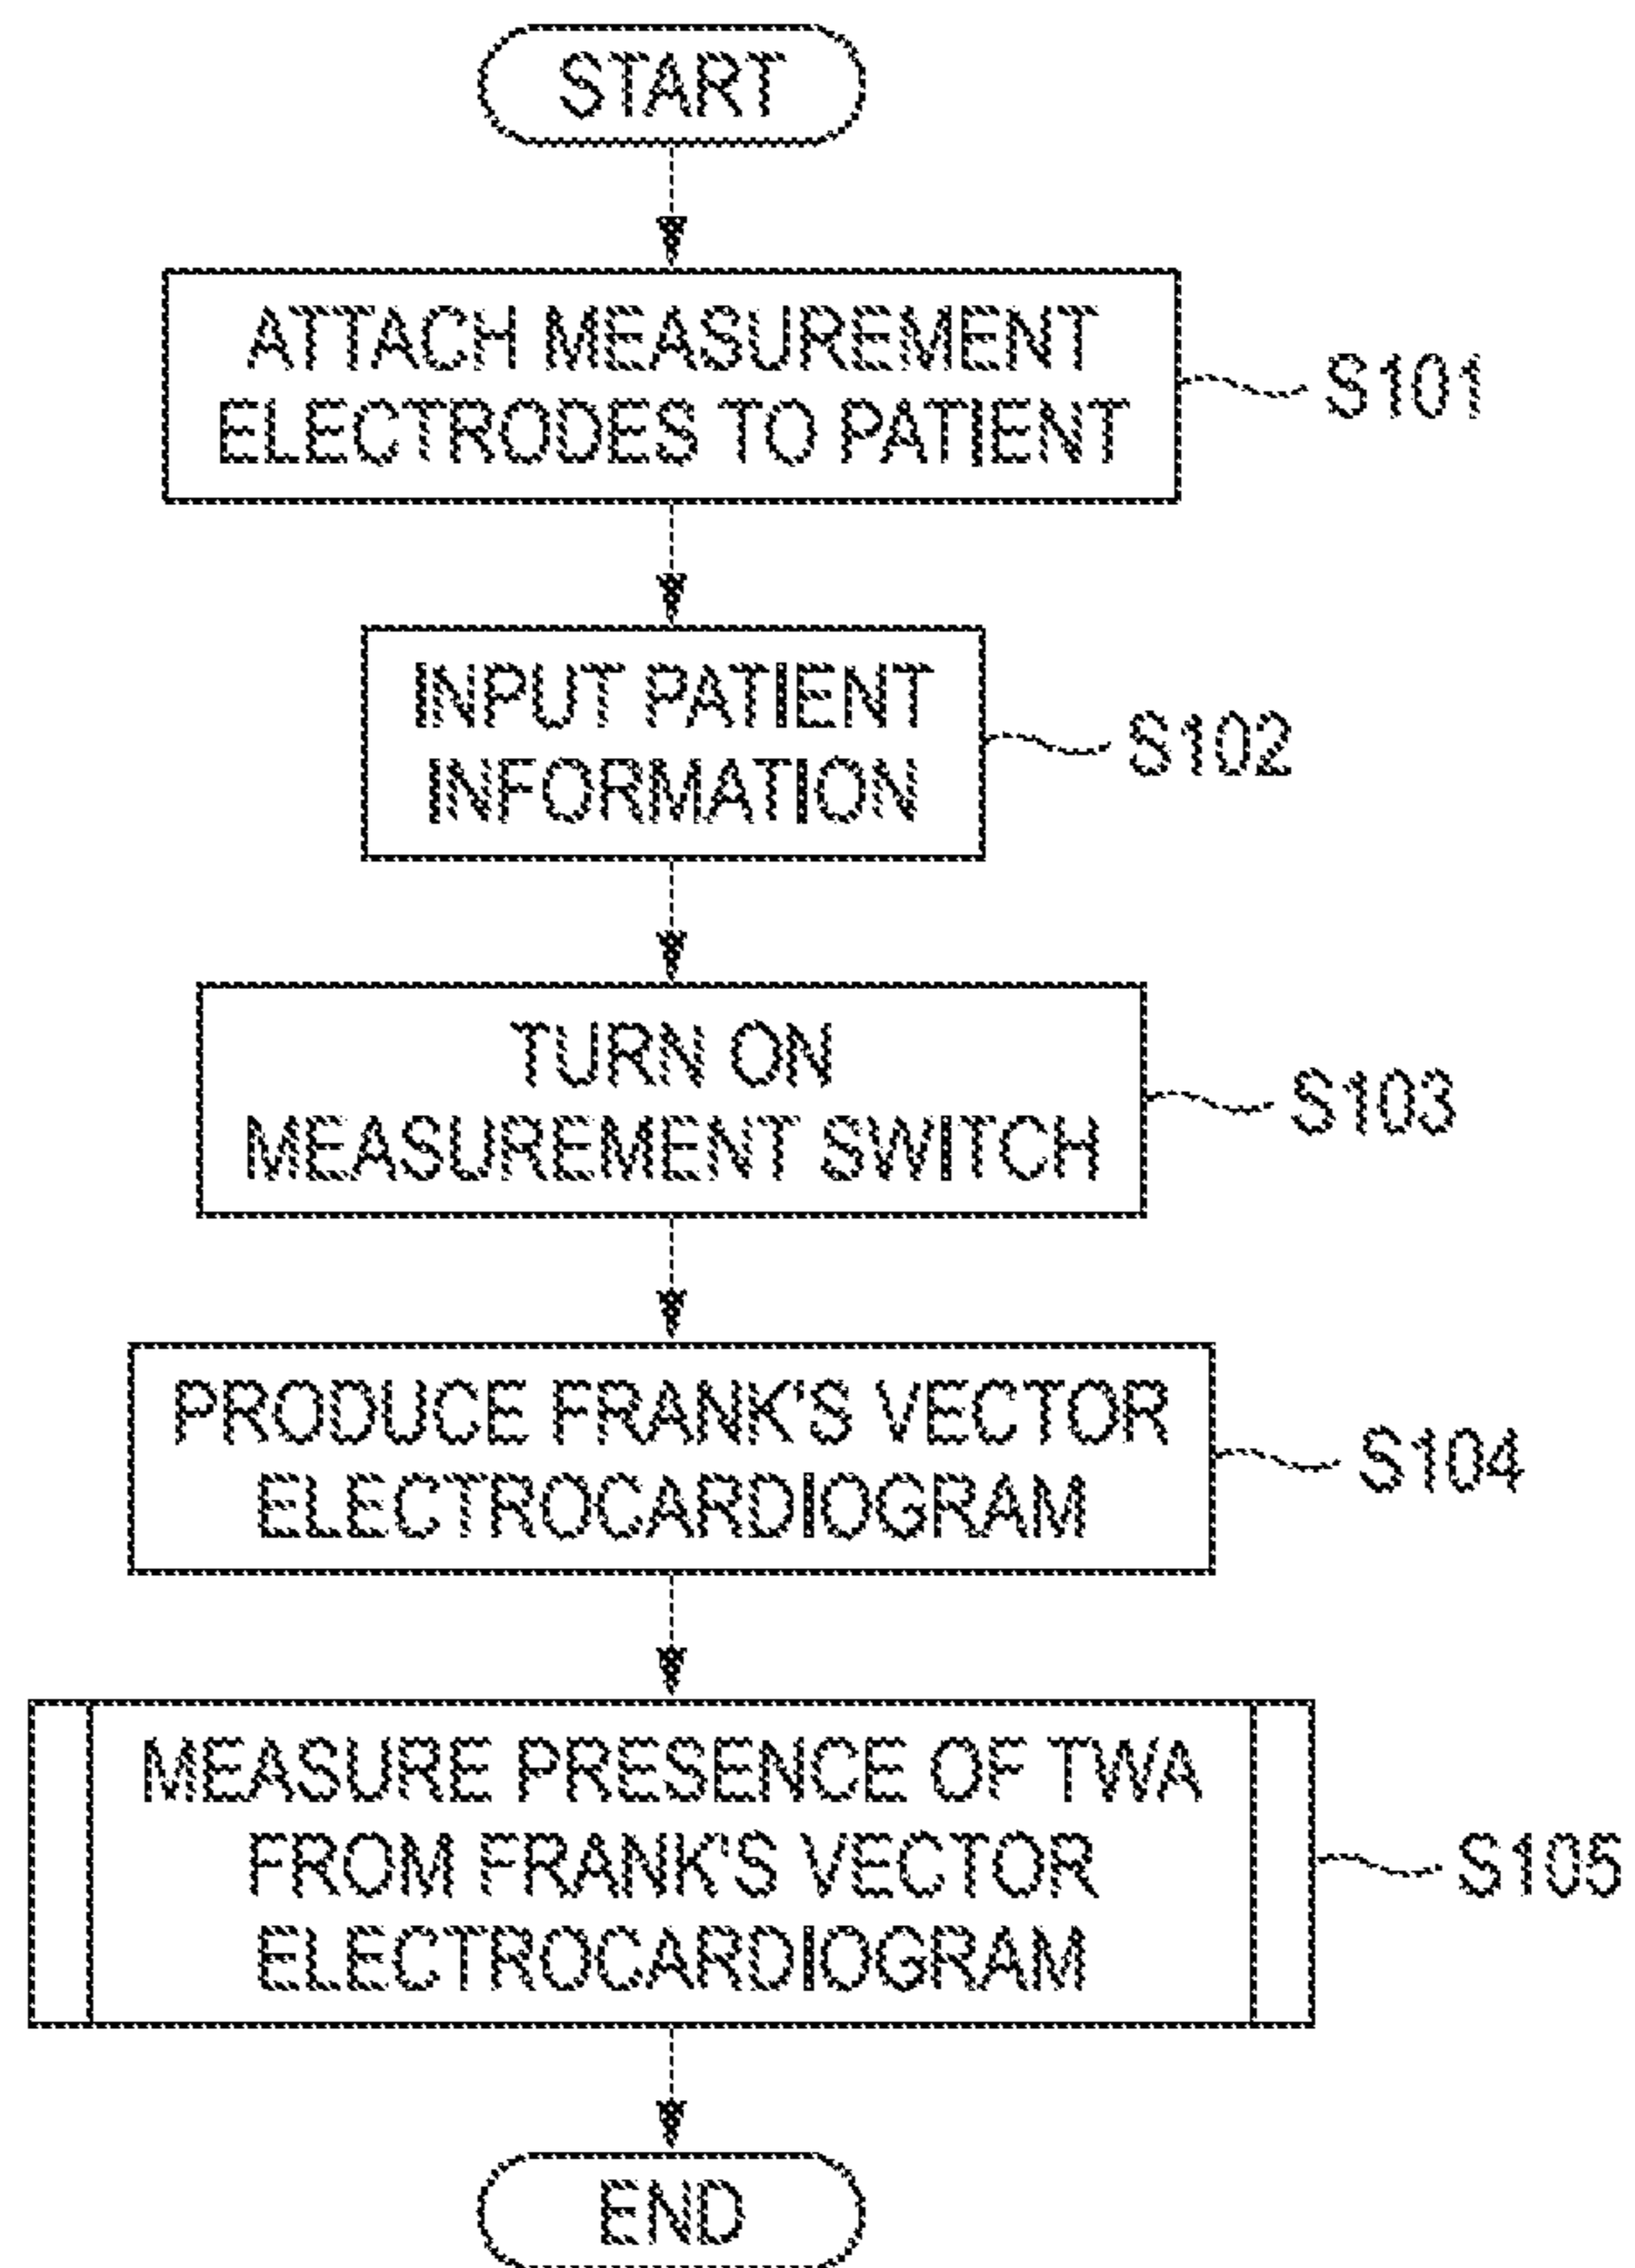 START
ATTACH MEASUREMENT
ELECTRODES TO PATIENT
S101
INPUT PATIENT
INFORMATION
S102
TURN ON
MEASUREMENT SWITCH
S103
PRODUCE FRANK'S VECTOR
ELECTROCARDIOGRAM
S104
MEASURE PRESENCE OF TWA
FROM FRANK'S VECTOR
ELECTROCARDIOGRAM
S105
END